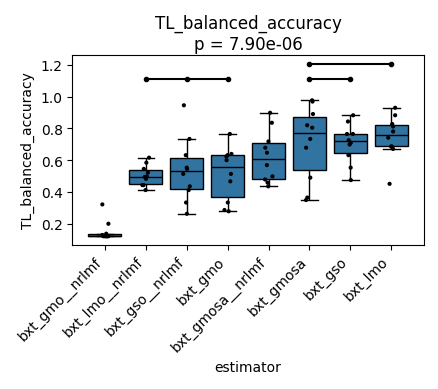 TL_balanced_accuracy
p = 7.90e-06
1.2
1.0
0.8
0.6
0.4
0.2
TL_balanced_accuracy
bxt_gmo__nrlmf
bxt_lmo__nrlmf
bxt_gso__nrlmf
bxt_gmo
bxt_gmosa__nrlmf
bxt_gmosa
bxt_gso
bxt_lmo
estimator